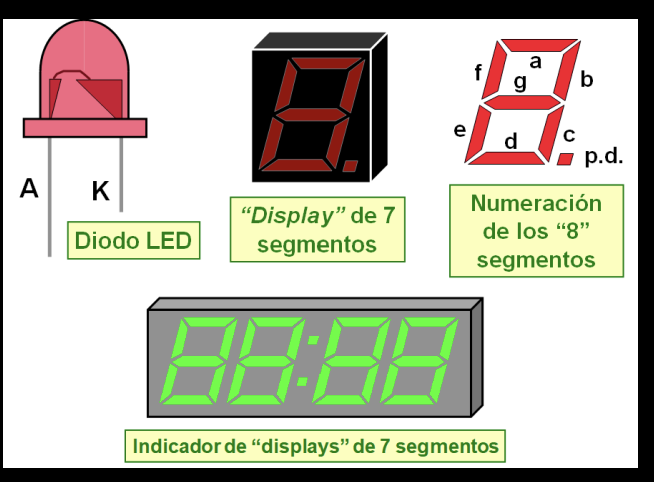 A
K
Diodo LED
“Display” de 7
segmentos
a
f
g
b
e
d
c
p.d.
Numeración
de los “8”
segmentos
Indicador de “displays” de 7 segmentos